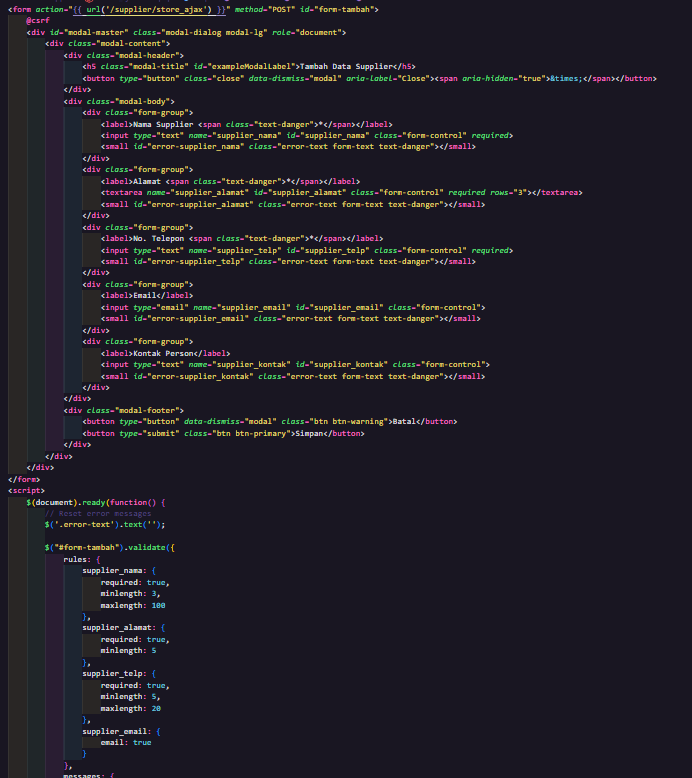 <form action="{{ url('/supplier/store_ajax') }}" method="POST" id="form-tambah">
    @csrf
    <div id="modal-master" class="modal-dialog modal-lg" role="document">
        <div class="modal-content">
            <div class="modal-header">
                <h5 class="modal-title" id="exampleModalLabel">Tambah Data Supplier</h5>
                <button type="button" class="close" data-dismiss="modal" aria-label="Close"><span aria-hidden="true">&times;</span></button>
            </div>
            <div class="modal-body">
                <div class="form-group">
                    <label>Nama Supplier <span class="text-danger">*</span></label>
                    <input type="text" name="supplier_nama" id="supplier_nama" class="form-control" required>
                    <small id="error-supplier_nama" class="error-text form-text text-danger"></small>
                </div>
                <div class="form-group">
                    <label>Alamat <span class="text-danger">*</span></label>
                    <textarea name="supplier_alamat" id="supplier_alamat" class="form-control" required rows="3"></textarea>
                    <small id="error-supplier_alamat" class="error-text form-text text-danger"></small>
                </div>
                <div class="form-group">
                    <label>No. Telepon <span class="text-danger">*</span></label>
                    <input type="text" name="supplier_telp" id="supplier_telp" class="form-control" required>
                    <small id="error-supplier_telp" class="error-text form-text text-danger"></small>
                </div>
                <div class="form-group">
                    <label>Email</label>
                    <input type="email" name="supplier_email" id="supplier_email" class="form-control">
                    <small id="error-supplier_email" class="error-text form-text text-danger"></small>
                </div>
                <div class="form-group">
                    <label>Kontak Person</label>
                    <input type="text" name="supplier_kontak" id="supplier_kontak" class="form-control">
                    <small id="error-supplier_kontak" class="error-text form-text text-danger"></small>
                </div>
            </div>
            <div class="modal-footer">
                <button type="button" data-dismiss="modal" class="btn btn-warning">Batal</button>
                <button type="submit" class="btn btn-primary">Simpan</button>
            </div>
        </div>
    </div>
</form>
<script>
    $(document).ready(function() {
        // Reset error messages
        $('.error-text').text('');

        $("#form-tambah").validate({
            rules: {
                supplier_nama: {
                    required: true,
                    minlength: 3,
                    maxlength: 100
                },
                supplier_alamat: {
                    required: true,
                    minlength: 5
                },
                supplier_telp: {
                    required: true,
                    minlength: 5,
                    maxlength: 20
                },
                supplier_email: {
                    email: true
                }
            },
            messages: {